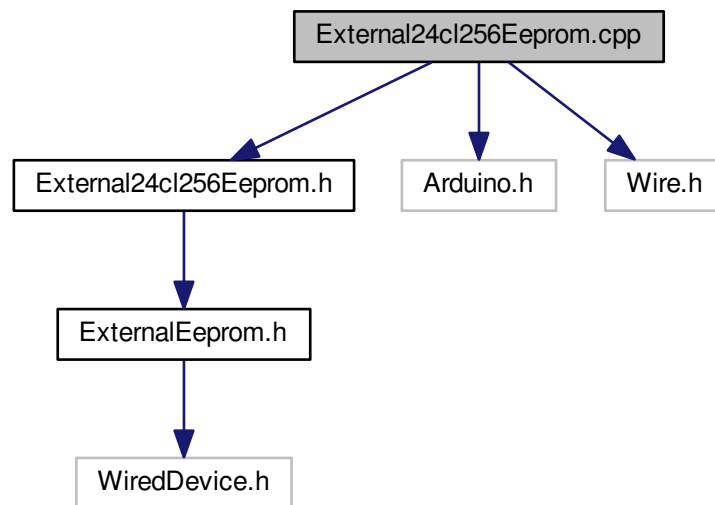 External24cl256Eeprom.cpp
External24cl256Eeprom.h
Arduino.h
Wire.h
ExternalEeprom.h
WiredDevice.h